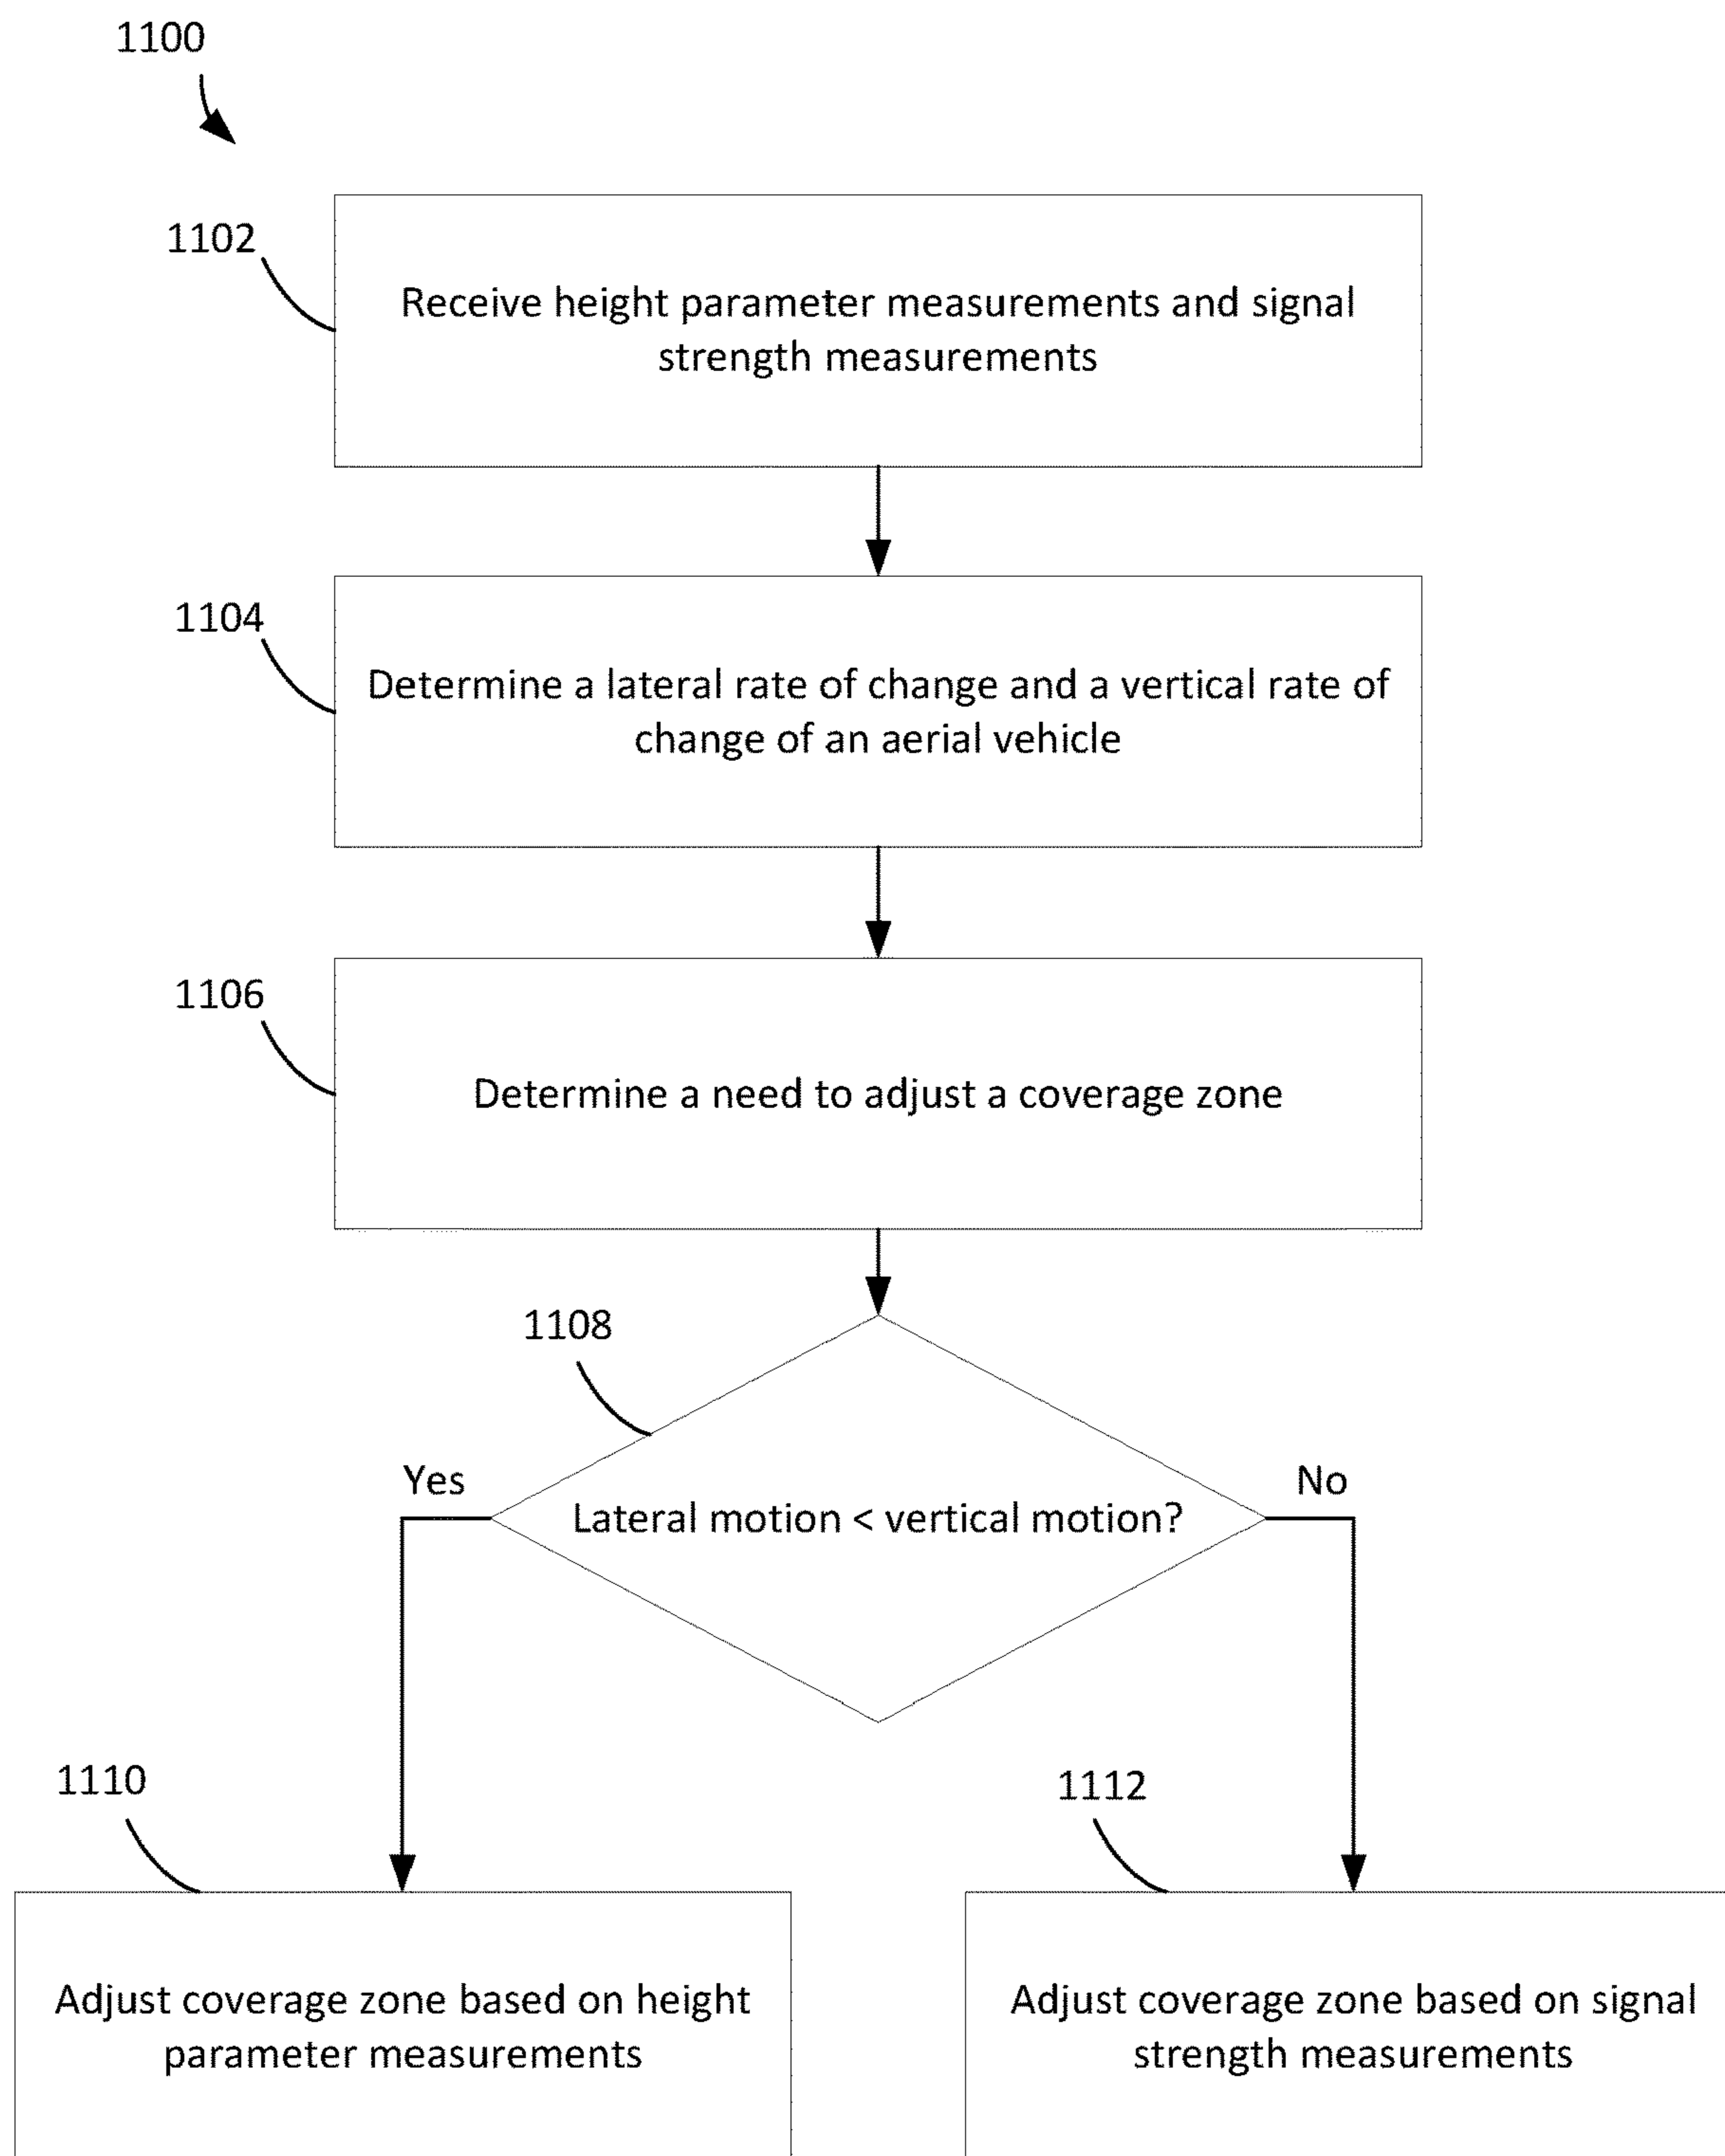 1100
1102
Receive height parameter measurements and signal
strength measurements
1104
Determine a lateral rate of change and a vertical rate of
change of an aerial vehicle
1106
Determine a need to adjust a coverage zone
1108
Yes
No
Lateral motion < vertical motion?
1110
1112
Adjust coverage zone based on height
parameter measurements
Adjust coverage zone based on signal
strength measurements